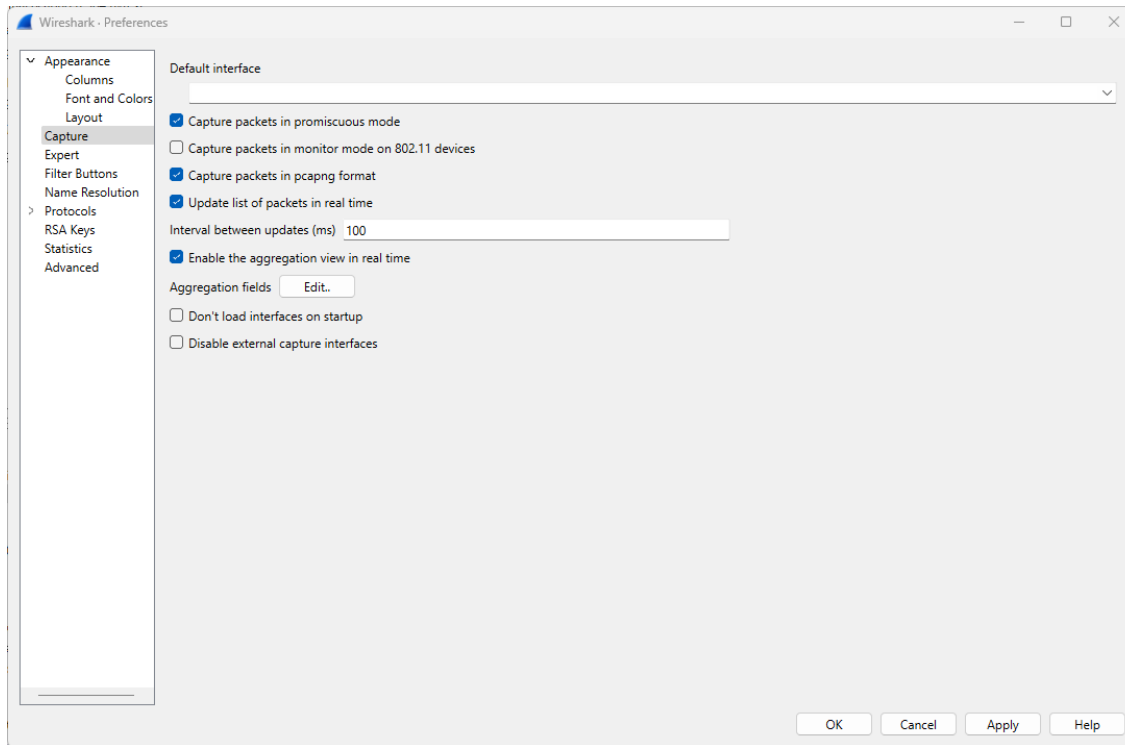 Wireshark · Preferences
Appearance
Columns
Font and Colors
Layout
Capture
Expert
Filter Buttons
Name Resolution
Protocols
RSA Keys
Statistics
Advanced
Default interface
Capture packets in promiscuous mode
Capture packets in monitor mode on 802.11 devices
Capture packets in pcapng format
Update list of packets in real time
Interval between updates (ms) 100
Enable the aggregation view in real time
Aggregation fields Edit..
Don't load interfaces on startup
Disable external capture interfaces
OK Cancel Apply Help